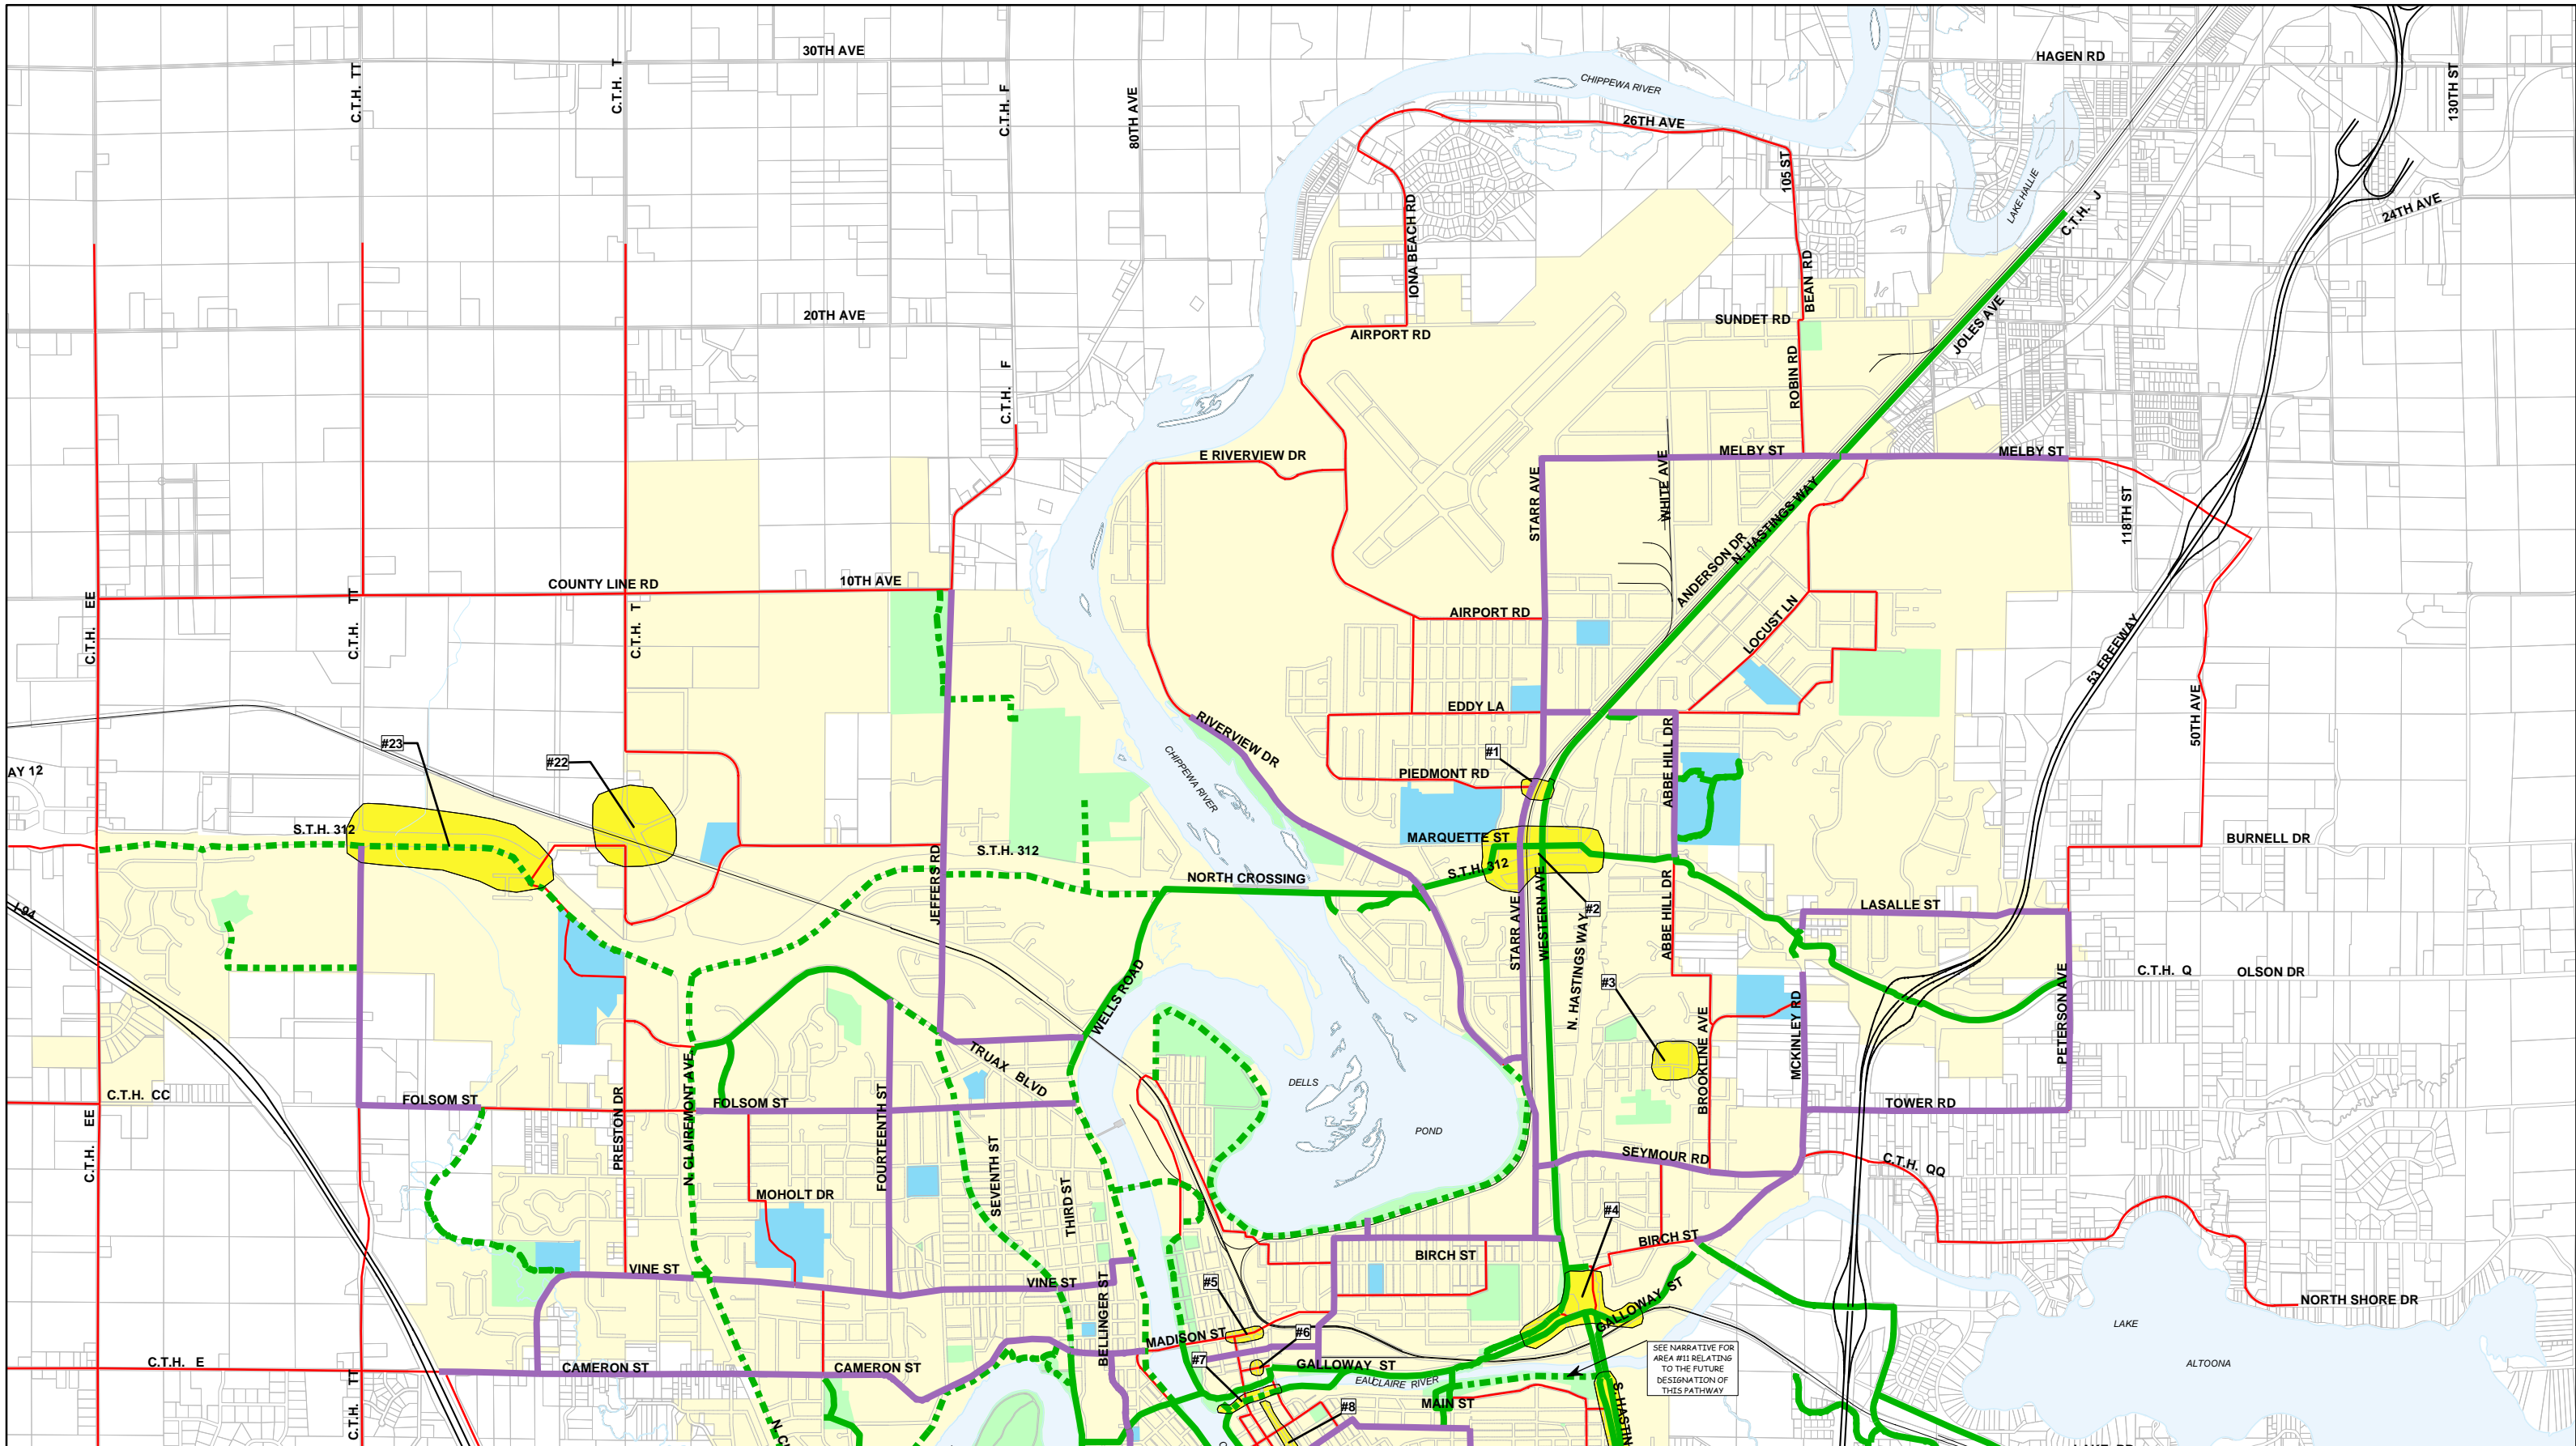 30TH AVE
HAGEN RD
C.T.H. TT
C.T.H. T
C.T.H. F
80TH AVE
CHIPPEWA RIVER
26TH AVE
105 ST
130TH ST
LAKE HALLIE
C.T.H. J
24TH AVE
IONA BEACH RD
BEAN RD
20TH AVE
AIRPORT RD
SUNDET RD
JOLES AVE
C.T.H. F
ROBIN RD
E RIVERVIEW DR
MELBY ST
MELBY ST
STARR AVE
WHITE AVE
N. HASTINGS WAY
ANDERSON DR
118TH ST
COUNTY LINE RD
10TH AVE
C.T.H. EE
C.T.H. TT
C.T.H. T
AIRPORT RD
LOCUST LN
53 FREEWAY
EDDY LA
50TH AVE
RIVERVIEW DR
CHIPPEWA RIVER
#23
#22
#1
ABBE HILL DR
AY 12
PIEDMONT RD
S.T.H. 312
MARQUETTE ST
BURNELL DR
S.T.H. 312
S.T.H. 312
JEFFERS RD
NORTH CROSSING
I-94
#2
LASALLE ST
STARR AVE
WESTERN AVE
N. HASTINGS WAY
ABBE HILL DR
WELLS ROAD
#3
C.T.H. Q
OLSON DR
PETERSON AVE
MCKINLEY RD
BROOKLINE AVE
TRUAX BLVD
DELLS
POND
C.T.H. CC
FOLSOM ST
FOLSOM ST
TOWER RD
C.T.H. EE
PRESTON DR
N CLAIREMONT AVE
FOURTEENTH ST
SEVENTH ST
THIRD ST
SEYMOUR RD
C.T.H. QQ
MOHOLT DR
#4
BIRCH ST
BIRCH ST
VINE ST
VINE ST
#5
BELLINGER ST
GALLOWAY ST
NORTH SHORE DR
LAKE
ALTOONA
MADISON ST
#6
#7
C.T.H. E
CAMERON ST
CAMERON ST
GALLOWAY ST
EAU CLAIRE RIVER
SEE NARRATIVE FOR
AREA #11 RELATING
TO THE FUTURE
DESIGNATION OF
THIS PATHWAY
C.T.H. TT
MAIN ST
#8